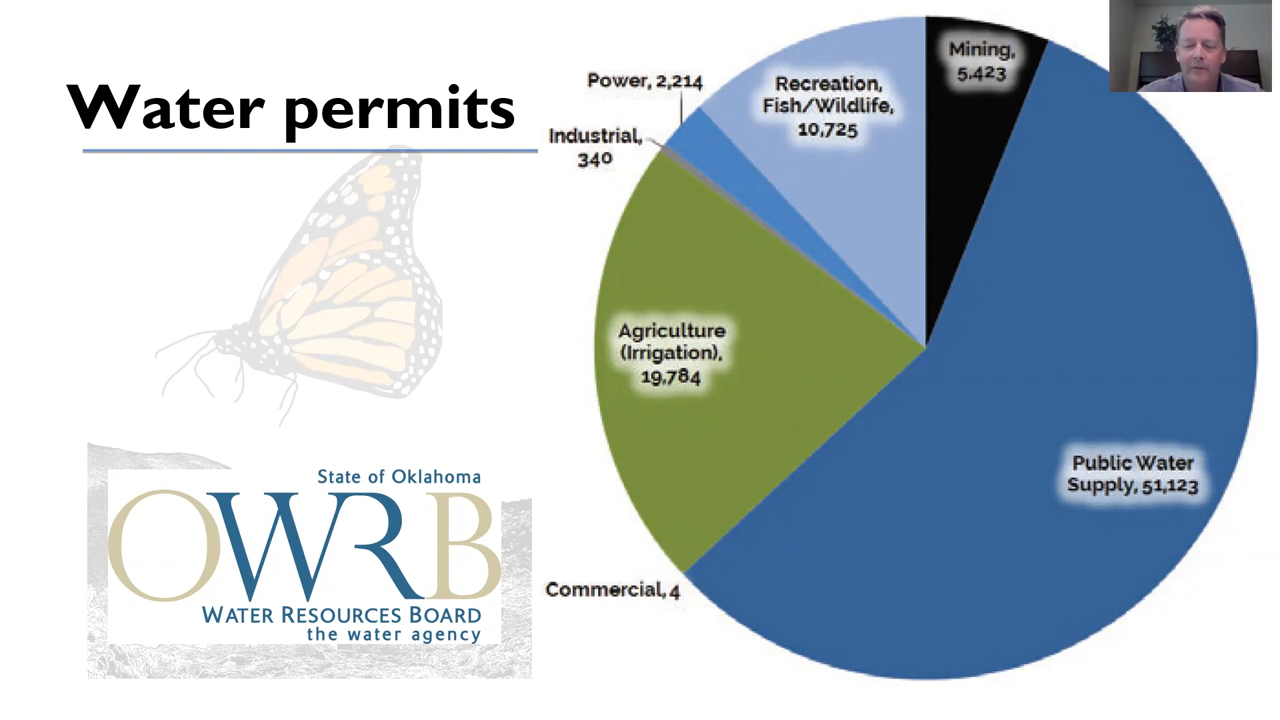 Water permits
Mining,
5,423
Power, 2,214
Recreation,
Fish/Wildlife,
10,725
Industrial,
340
Agriculture
(Irrigation),
19,784
Public Water
Supply, 51,123
Commercial, 4
State of Oklahoma
OWRB
WATER RESOURCES BOARD
the water agency